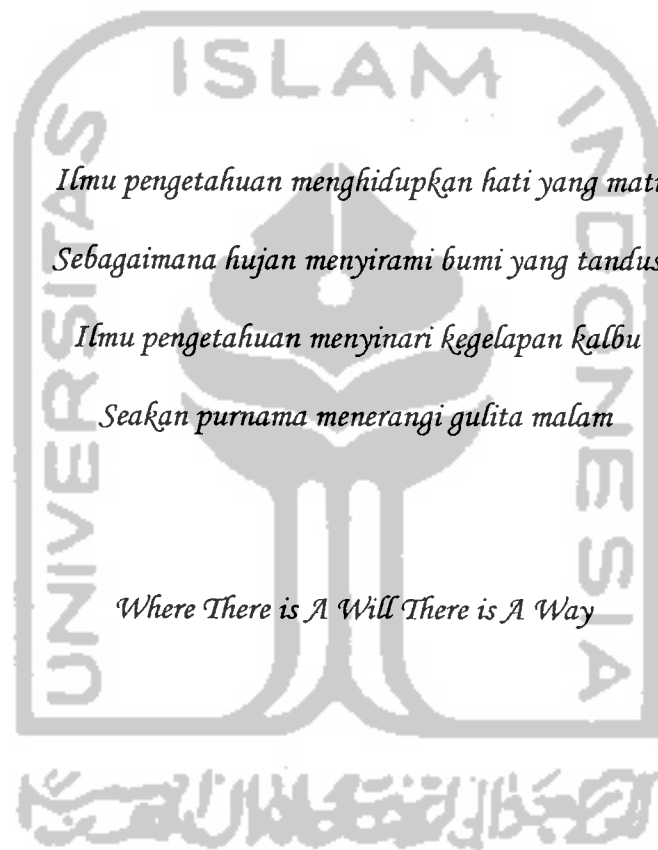 ISLAM
UNIVERSITAS
INDONESIA
Ilmu pengetahuan menghidupkan hati yang mati
Sebagaimana hujan menyirami bumi yang tandus
Ilmu pengetahuan menyinari kegelapan kalbu
Seakan purnama menerangi gulita malam
Where There is A Will There is A Way